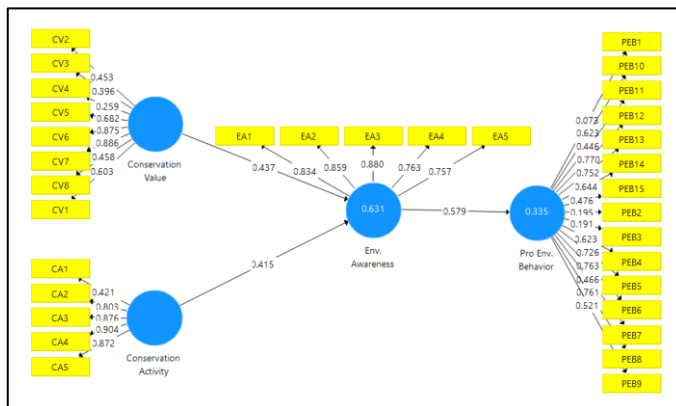 CV2
CV3
CV4
CV5
CV6
CV7
CV8
CV1
0.453
0.396
0.259
0.682
0.875
0.886
0.458
0.603
Conservation
Value
CA1
CA2
CA3
CA4
CA5
0.421
0.803
0.876
0.904
0.872
Conservation
Activity
0.437
0.415
EA1
EA2
EA3
EA4
EA5
0.834
0.859
0.880
0.763
0.757
0.631
Env.
Awareness
0.579
0.335
Pro Env.
Behavior
0.073
0.623
0.446
0.770
0.752
0.644
0.476
0.195
0.191
0.623
0.726
0.763
0.466
0.761
0.521
PEB1
PEB10
PEB11
PEB12
PEB13
PEB14
PEB15
PEB2
PEB3
PEB4
PEB5
PEB6
PEB7
PEB8
PEB9